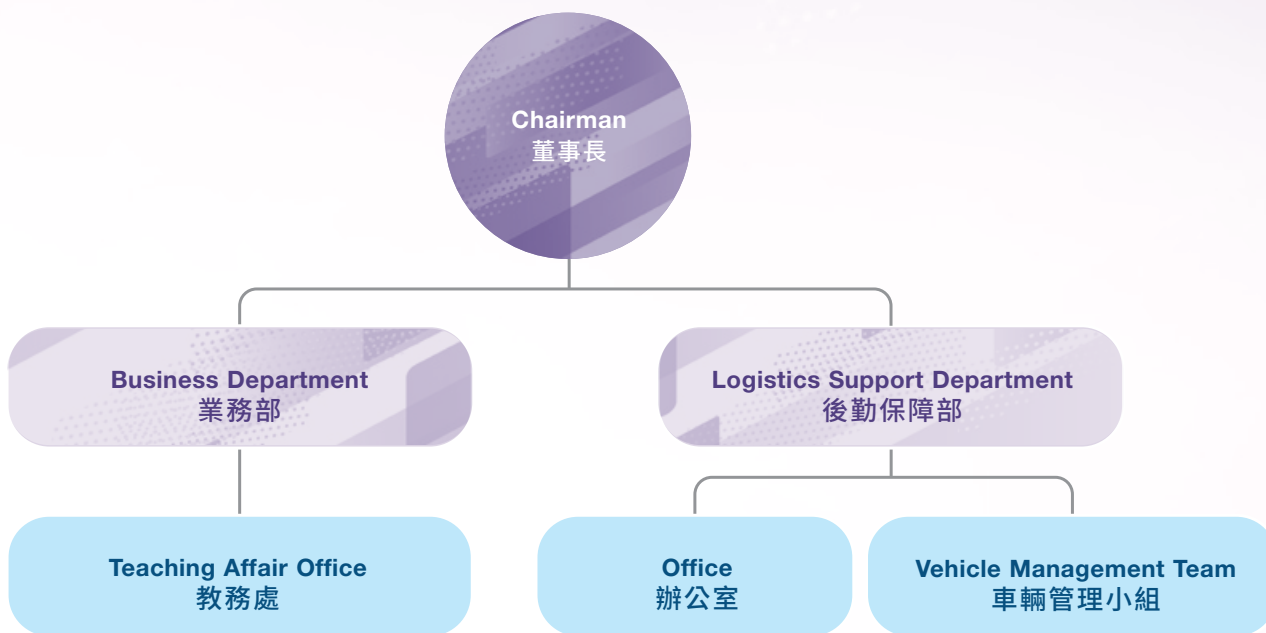 Chairman
董事長
Business Department
業務部
Logistics Support Department
後勤保障部
Teaching Affair Office
教務處
Office
辦公室
Vehicle Management Team
車輛管理小組